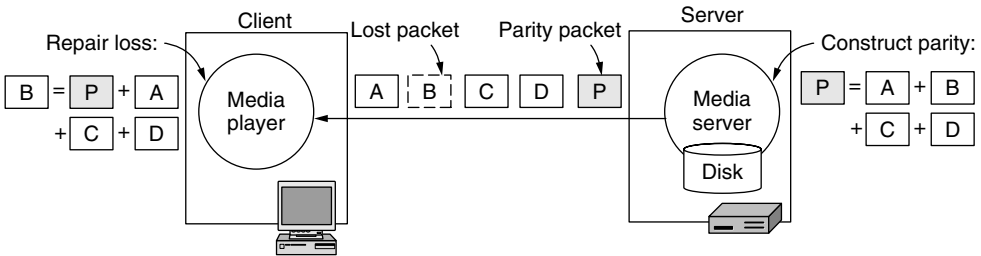 Client
Server
Repair loss:
Lost packet
Parity packet
Construct parity:
B = P + A
+ C + D
Media
player
A B C D P
Media
server
Disk
P = A + B
+ C + D